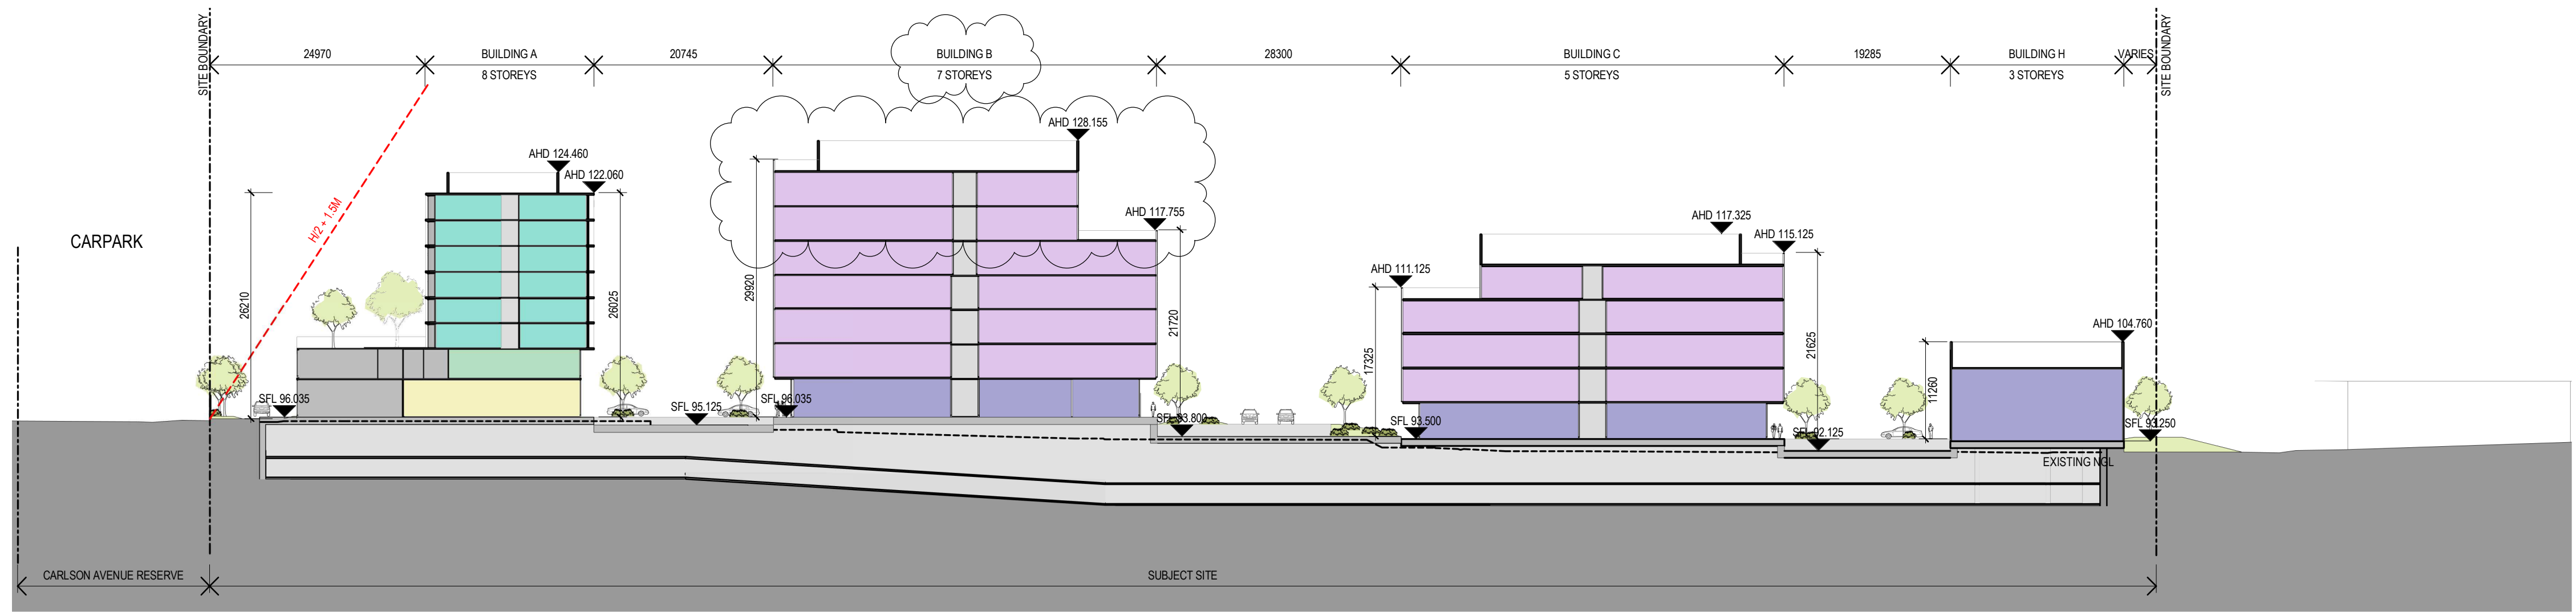 SITE BOUNDARY
24970
BUILDING A
8 STOREYS
20745
BUILDING B
7 STOREYS
28300
BUILDING C
5 STOREYS
19285
BUILDING H
3 STOREYS
VARIES
SITE BOUNDARY
AHD 128.155
AHD 124.460
AHD 122.060
H/2 + 1.5M
AHD 117.755
AHD 117.325
AHD 115.125
CARPARK
AHD 111.125
26210
26025
29920
21720
17325
21625
AHD 104.760
11260
SFL 96.035
SFL 95.125
SFL 96.035
SFL 93.800
SFL 93.500
SFL 92.125
SFL 93.250
EXISTING NGL
CARLSON AVENUE RESERVE
SUBJECT SITE